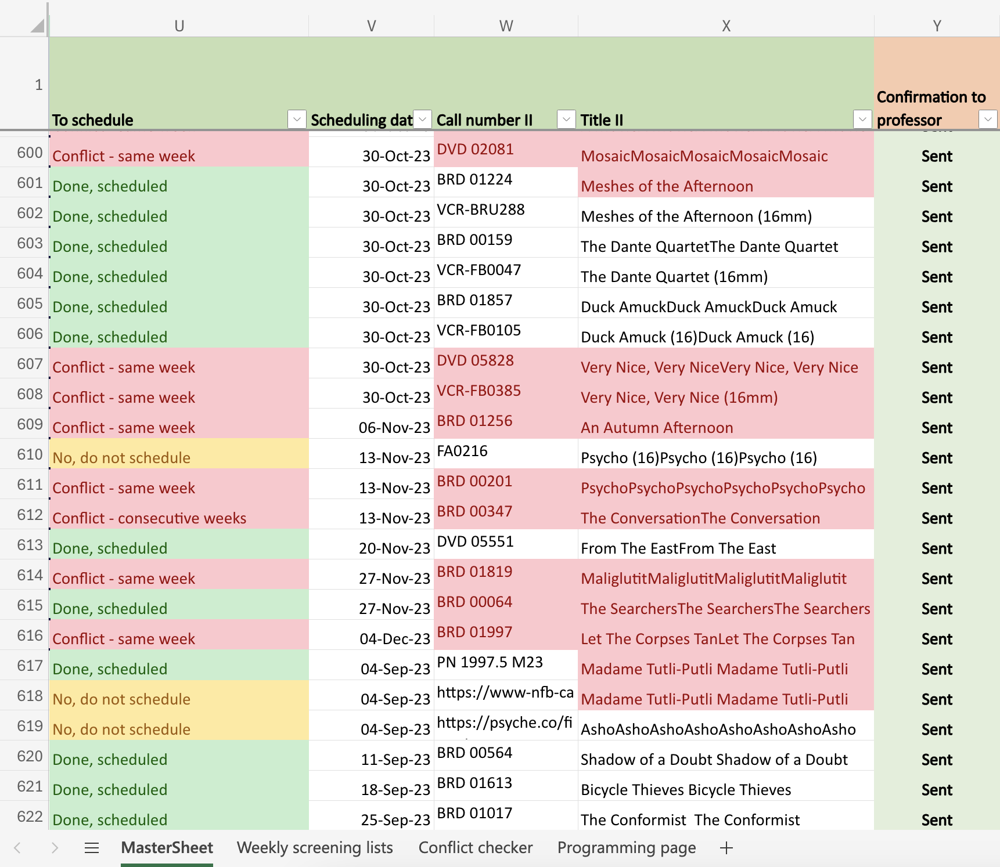 U V W X Y
1 To schedule Scheduling dat Call number II Title II Confirmation to professor
600 Conflict - same week 30-Oct-23 DVD 02081 MosaicMosaicMosaicMosaicMosaic Sent
601 Done, scheduled 30-Oct-23 BRD 01224 Meshes of the Afternoon Sent
602 Done, scheduled 30-Oct-23 VCR-BRU288 Meshes of the Afternoon (16mm) Sent
603 Done, scheduled 30-Oct-23 BRD 00159 The Dante QuartetThe Dante Quartet Sent
604 Done, scheduled 30-Oct-23 VCR-FB0047 The Dante Quartet (16mm) Sent
605 Done, scheduled 30-Oct-23 BRD 01857 Duck AmuckDuck AmuckDuck Amuck Sent
606 Done, scheduled 30-Oct-23 VCR-FB0105 Duck Amuck (16)Duck Amuck (16) Sent
607 Conflict - same week 30-Oct-23 DVD 05828 Very Nice, Very NiceVery Nice, Very Nice Sent
608 Conflict - same week 30-Oct-23 VCR-FB0385 Very Nice, Very Nice (16mm) Sent
609 Conflict - same week 06-Nov-23 BRD 01256 An Autumn Afternoon Sent
610 No, do not schedule 13-Nov-23 FA0216 Psycho (16)Psycho (16)Psycho (16) Sent
611 Conflict - same week 13-Nov-23 BRD 00201 PsychoPsychoPsychoPsychoPsychoPsycho Sent
612 Conflict - consecutive weeks 13-Nov-23 BRD 00347 The ConversationThe Conversation Sent
613 Done, scheduled 20-Nov-23 DVD 05551 From The EastFrom The East Sent
614 Conflict - same week 27-Nov-23 BRD 01819 MaliglutitMaliglutitMaliglutitMaliglutit Sent
615 Done, scheduled 27-Nov-23 BRD 00064 The SearchersThe SearchersThe Searchers Sent
616 Conflict - same week 04-Dec-23 BRD 01997 Let The Corpses TanLet The Corpses Tan Sent
617 Done, scheduled 04-Sep-23 PN 1997.5 M23 Madame Tutli-Putli Madame Tutli-Putli Sent
618 No, do not schedule 04-Sep-23 https://www-nfb-ca Madame Tutli-Putli Madame Tutli-Putli Sent
619 No, do not schedule 04-Sep-23 https://psyche.co/fi AshoAshoAshoAshoAshoAshoAshoAsho Sent
620 Done, scheduled 11-Sep-23 BRD 00564 Shadow of a Doubt Shadow of a Doubt Sent
621 Done, scheduled 18-Sep-23 BRD 01613 Bicycle Thieves Bicycle Thieves Sent
622 Done, scheduled 25-Sep-23 BRD 01017 The Conformist  The Conformist Sent
MasterSheet Weekly screening lists Conflict checker Programming page